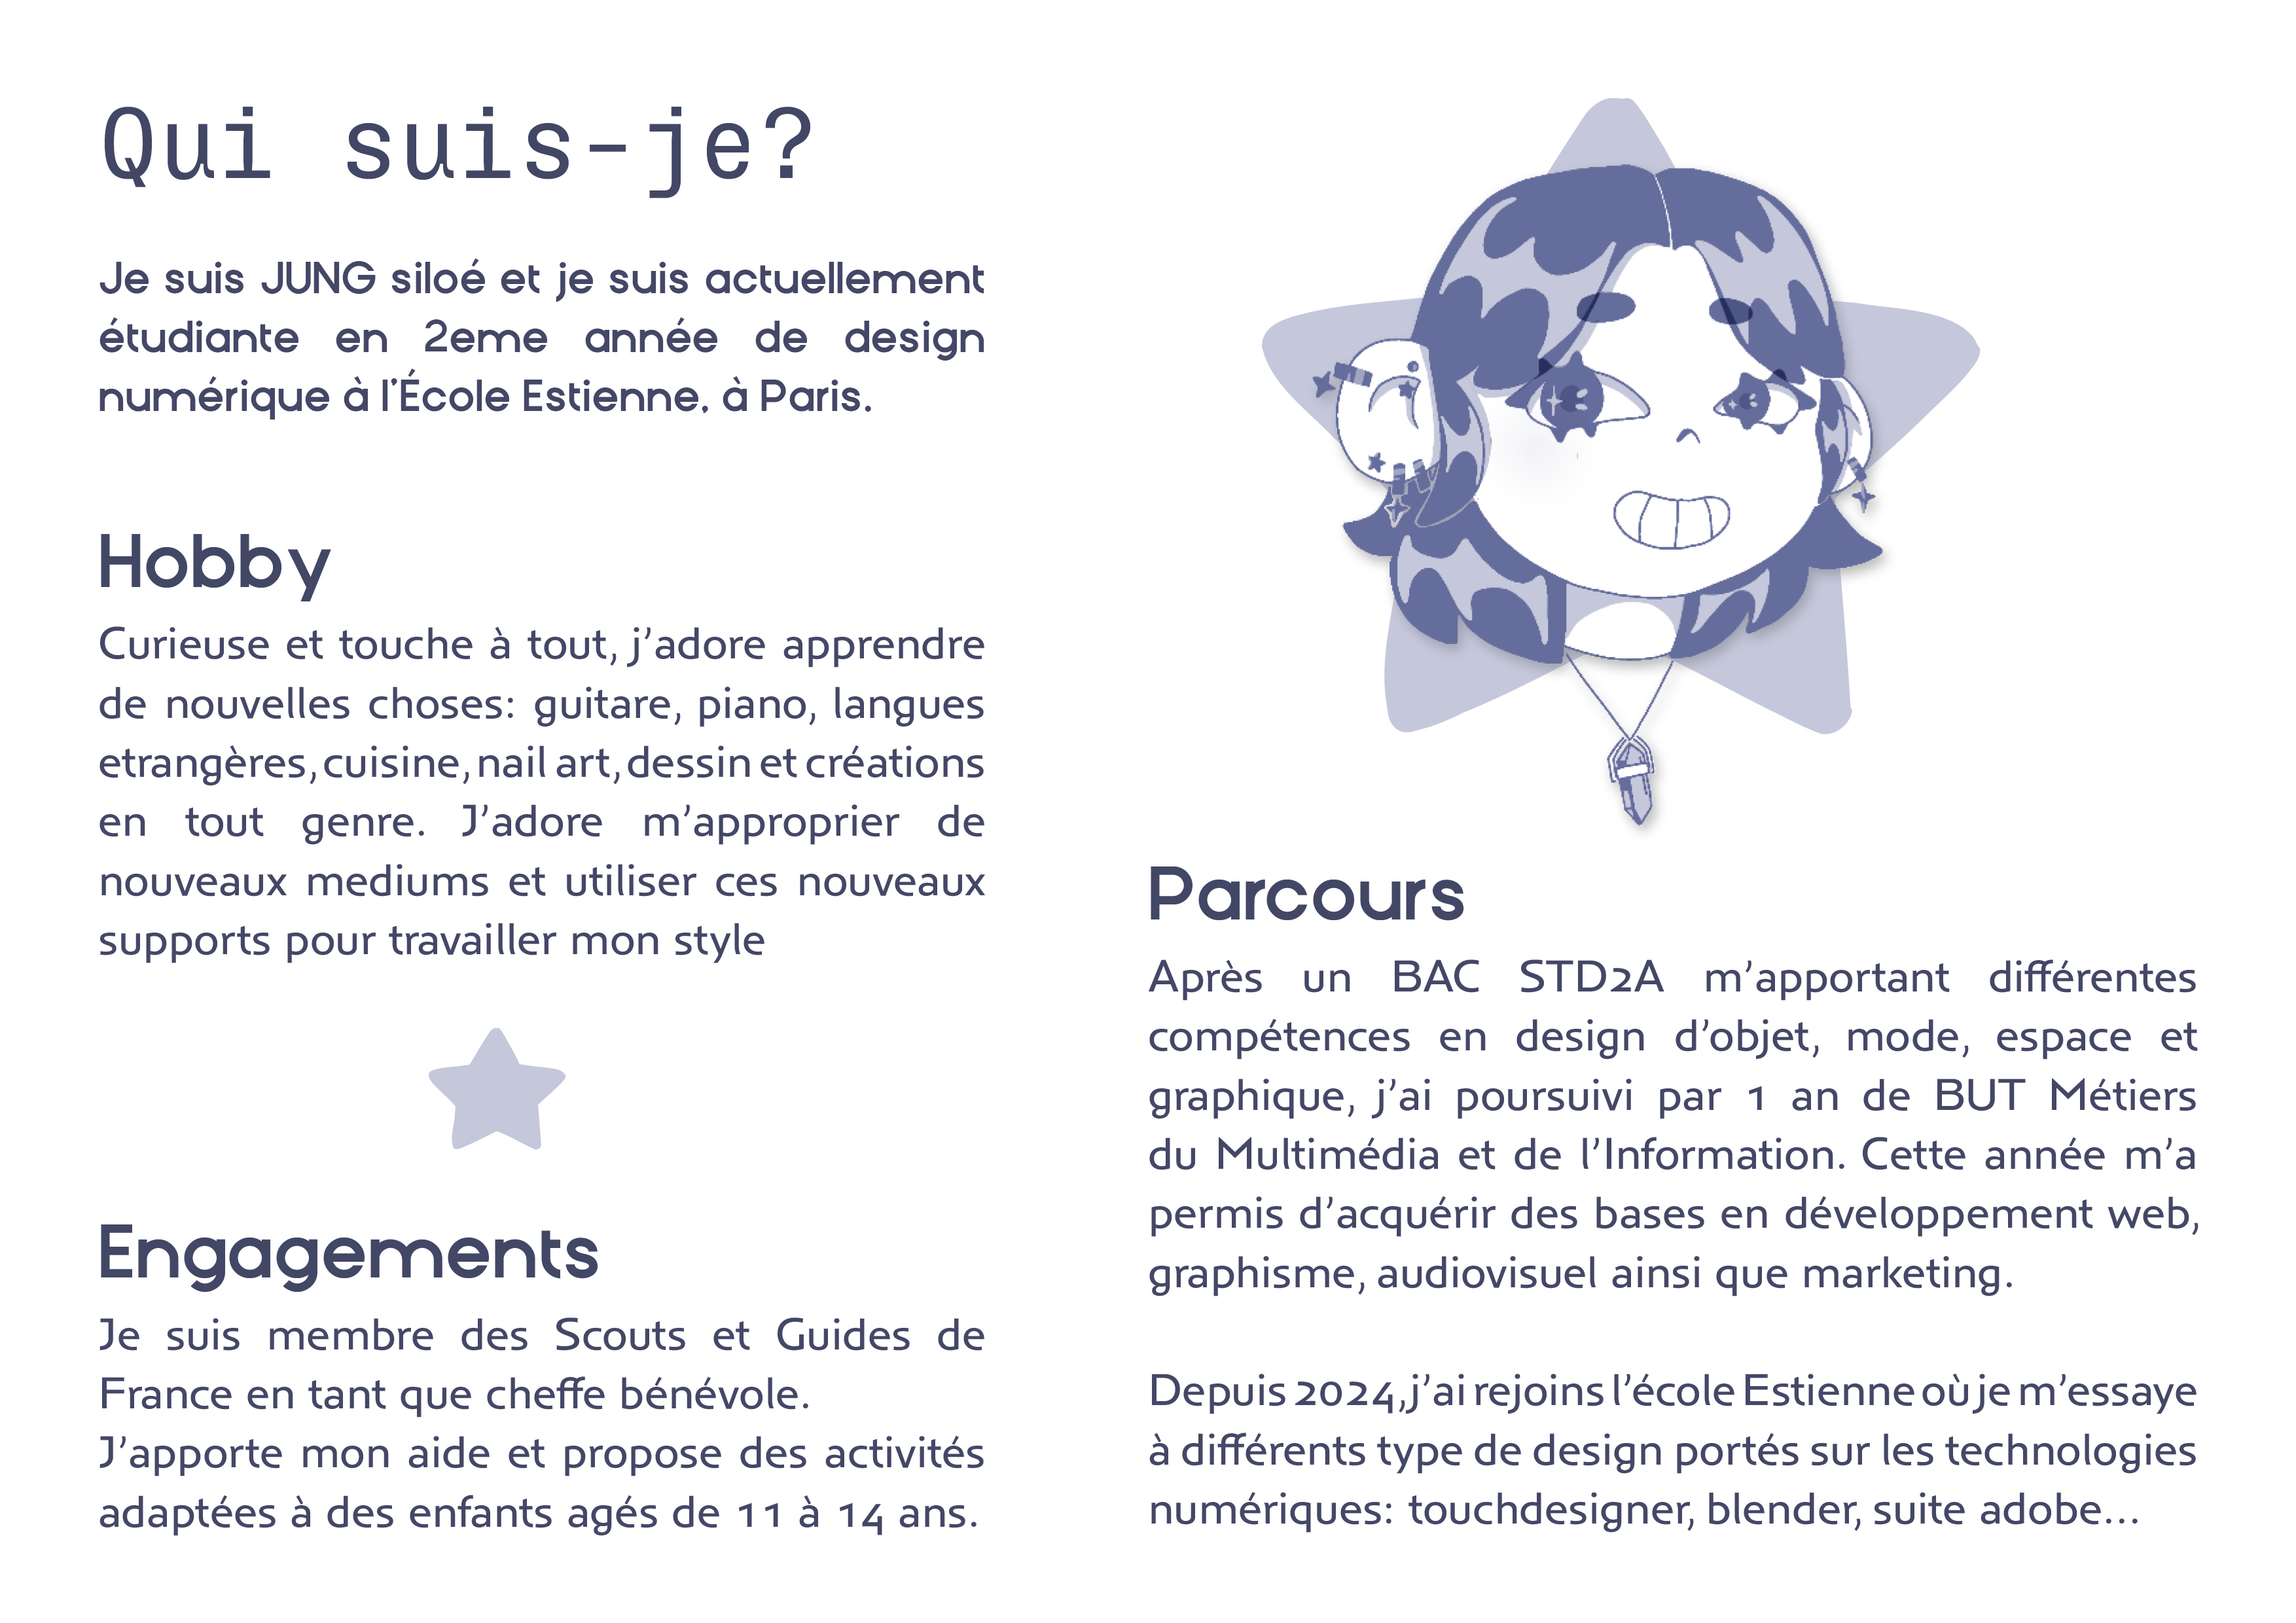 Qui suis-je?
Je suis JUNG siloé et je suis actuellement
étudiante en 2eme année de design
numérique à l’École Estienne, à Paris.
Hobby
Curieuse et touche à tout, j’adore apprendre
de nouvelles choses: guitare, piano, langues
etrangères, cuisine, nail art, dessin et créations
en tout genre. J’adore m’approprier de
nouveaux mediums et utiliser ces nouveaux
supports pour travailler mon style
Engagements
Je suis membre des Scouts et Guides de
France en tant que cheffe bénévole.
J’apporte mon aide et propose des activités
adaptées à des enfants agés de 11 à 14 ans.
Parcours
Après un BAC STD2A m’apportant différentes
compétences en design d’objet, mode, espace et
graphique, j’ai poursuivi par 1 an de BUT Métiers
du Multimédia et de l’Information. Cette année m’a
permis d’acquérir des bases en développement web,
graphisme, audiovisuel ainsi que marketing.
Depuis 2024, j’ai rejoins l’école Estienne où je m’essaye
à différents type de design portés sur les technologies
numériques: touchdesigner, blender, suite adobe...